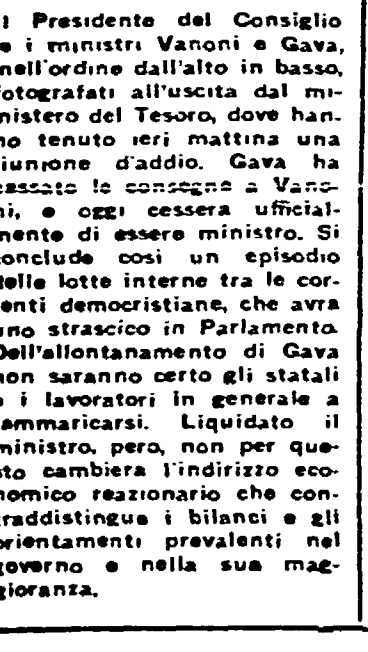 l Presidente del Consiglio
e i ministri Vanoni e Gava,
nell'ordine dall'alto in basso,
fotografati all'uscita dal mi-
nistero del Tesoro, dove han-
no tenuto ieri mattina una
riunione d'addio. Gava ha
passato le consegne a Vano-
ni, e oggi cessera ufficial-
mente di essere ministro. Si
conclude così un episodio
delle lotte interne tra le cor-
renti democristiane, che avra
uno strascico in Parlamento.
Dell'allontanamento di Gava
non saranno certo gli statali
o i lavoratori in generale a
rammaricarsi. Liquidato il
ministro, pero, non per que-
sto cambiera l'indirizzo eco-
nomico reazionario che con-
traddistingue i bilanci e gli
orientamenti prevalenti nel
governo e nella sua mag-
gioranza.